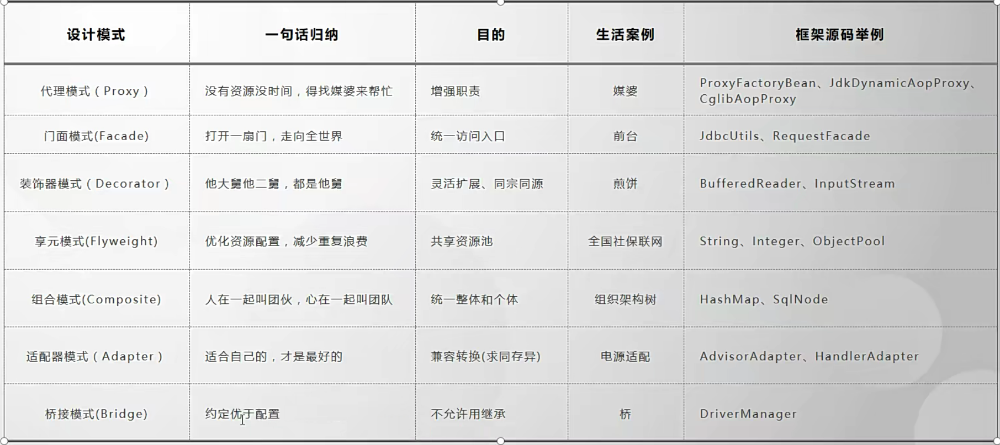 设计模式 一句话归纳 目的 生活案例 框架源码举例
代理模式（Proxy） 没有资源没时间，得找媒婆来帮忙 增强职责 媒婆 ProxyFactoryBean、JdkDynamicAopProxy、
CglibAopProxy
门面模式(Facade) 打开一扇门，走向全世界 统一访问入口 前台 JdbcUtils、RequestFacade
装饰器模式（Decorator） 他大舅他二舅，都是他舅 灵活扩展、同宗同源 煎饼 BufferedReader、InputStream
享元模式(Flyweight) 优化资源配置，减少重复浪费 共享资源池 全国社保联网 String、Integer、ObjectPool
组合模式(Composite) 人在一起叫团伙，心在一起叫团队 统一整体和个体 组织架构树 HashMap、SqlNode
适配器模式（Adapter） 适合自己的，才是最好的 兼容转换(求同存异) 电源适配 AdvisorAdapter、HandlerAdapter
桥接模式(Bridge) 约定优于配置 不允许用继承 桥 DriverManager